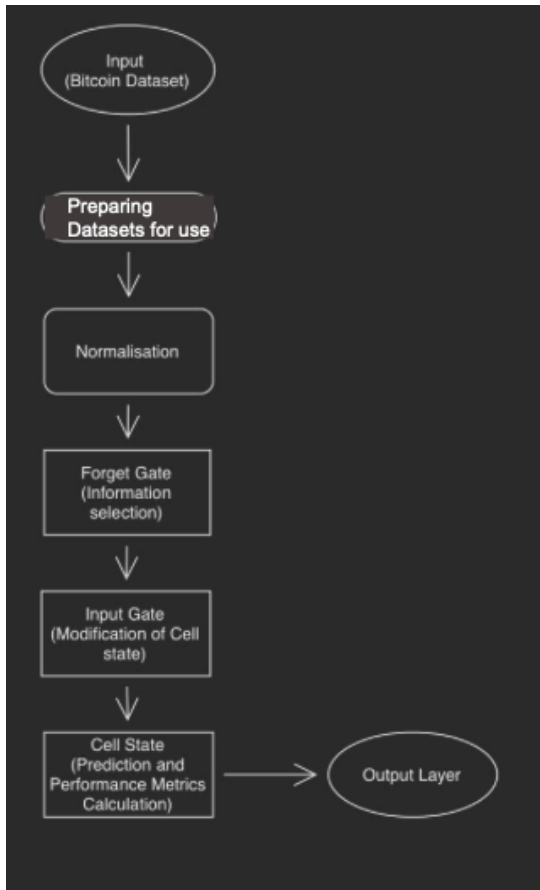 Input
(Bitcoin Dataset)
Preparing
Datasets for use
Normalisation
Forget Gate
(Information
selection)
Input Gate
(Modification of Cell
state)
Cell State
(Prediction and
Performance Metrics
Calculation)
Output Layer